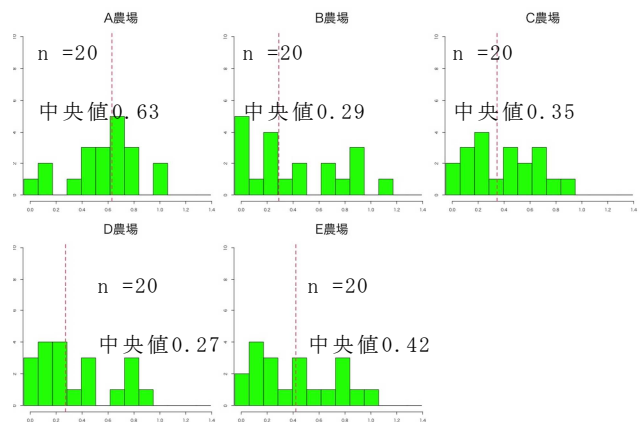 A農場
n =20
中央値0.63
B農場
n =20
中央値0.29
C農場
n =20
中央値0.35
D農場
n =20
中央値0.27
E農場
n =20
中央値0.42